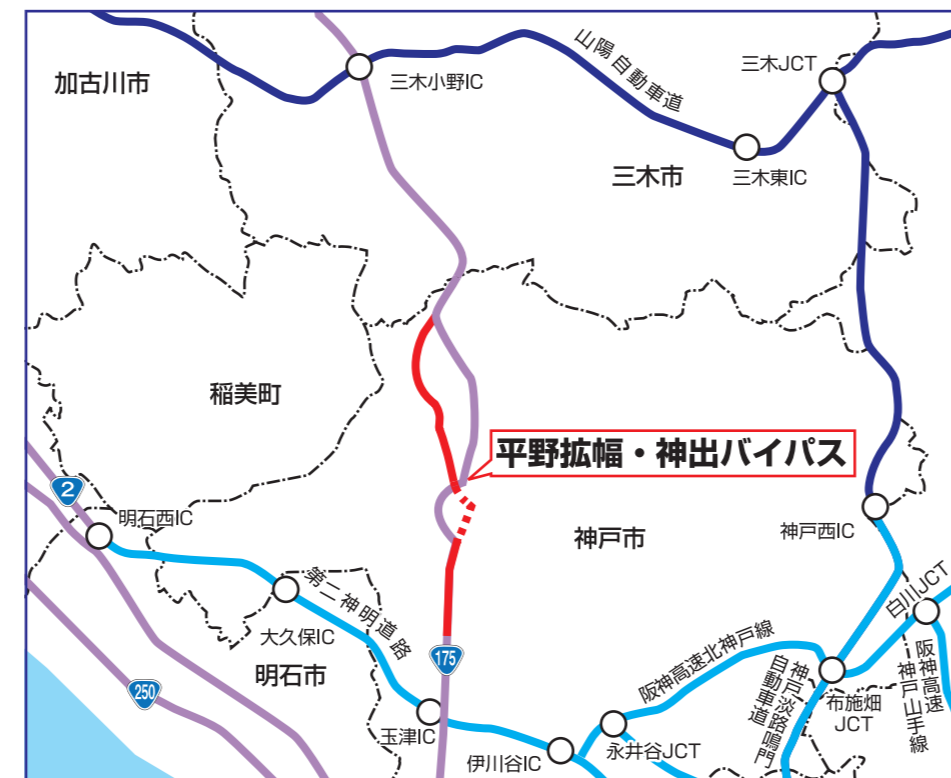 加古川市
三木小野IC
山陽自動車道
三木JCT
三木市
三木東IC
稲美町
平野拡幅・神出バイパス
2
明石西IC
神戸市
神戸西IC
第二神明道路
大久保IC
明石市
175
250
玉津IC
伊川谷IC
阪神高速北神戸線
永井谷JCT
神戸淡路鳴門
自動車道
布施畑
JCT
白川JCT
阪神高速
神戸山手線